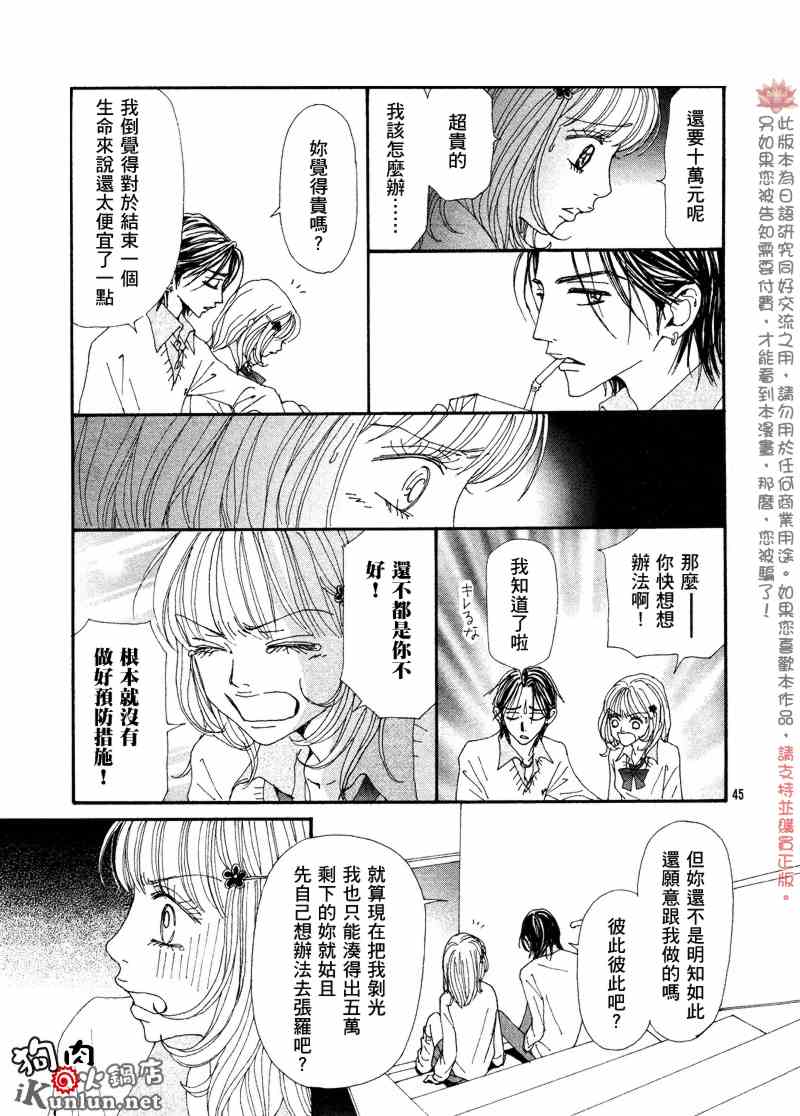 還要十萬元呢
超貴的
我該怎麼辦……
妳覺得貴嗎？
我倒覺得對於結束一個
生命來說還太
便宜了一點
那麼——
你快想想
辦法啊！
我知道了啦
キレるな
還不都是你不
好！
根本就沒有
做好預防措施！
45
但妳還不是明知如此
還願意跟我做的嗎
彼此彼此吧？
就算現在把我剝光
我也只能湊得出五萬
剩下的妳就姑且
先自己想辦法去張羅吧？
此版本為日語研究同好交流之用，請勿用於任何商業用途。如果您喜歡本作品，請支持並購買正版。
另如果您被告知需要付費，才能看到本漫畫，那麼，您被騙了！
狗肉
火鍋店
iKunlun.net